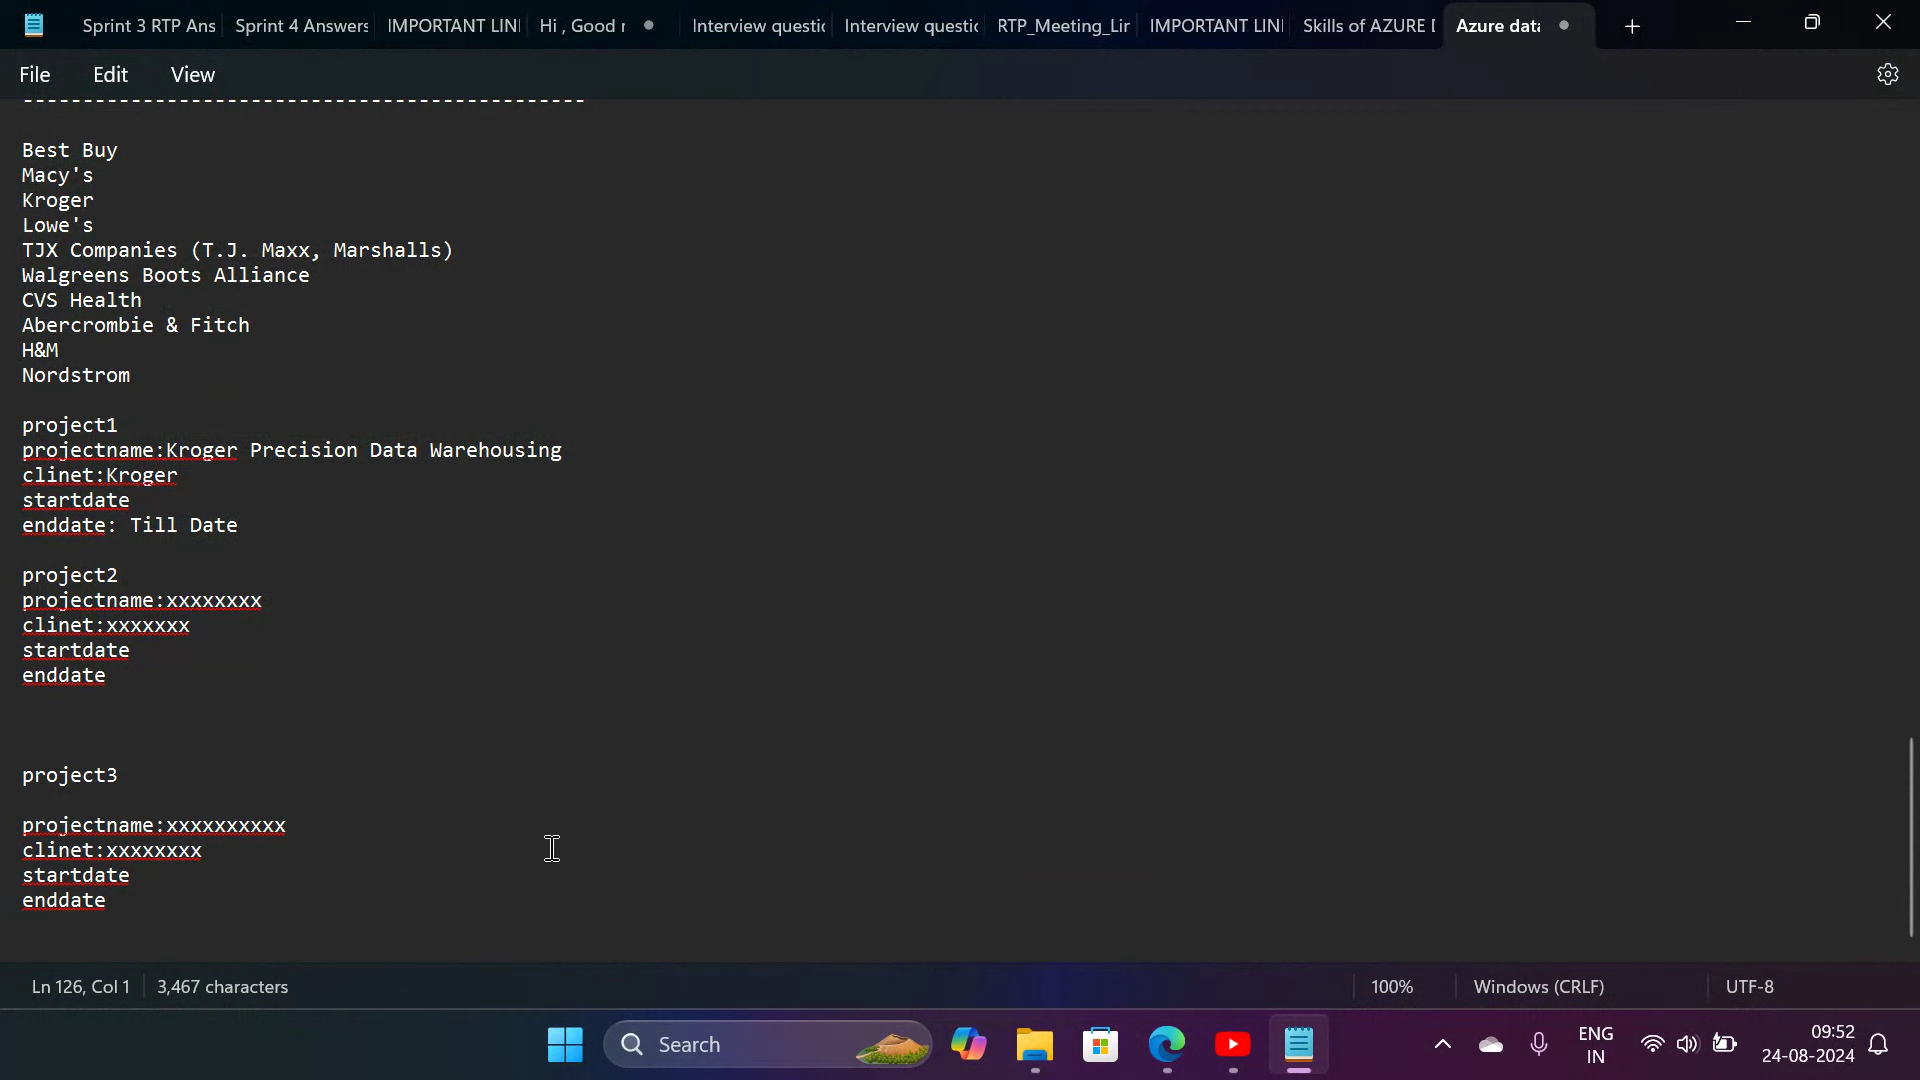 Sprint 3 RTP Ans
Sprint 4 Answers
IMPORTANT LIN
Hi , Good r
Interview questic
Interview questic
RTP_Meeting_Lir
IMPORTANT LIN
Skills of AZURE D
Azure data
File
Edit
View
-----------------------------------------------
Best Buy
Macy's
Kroger
Lowe's
TJX Companies (T.J. Maxx, Marshalls)
Walgreens Boots Alliance
CVS Health
Abercrombie & Fitch
H&M
Nordstrom
project1
projectname:Kroger Precision Data Warehousing
clinet:Kroger
startdate
enddate: Till Date
project2
projectname:xxxxxxxx
clinet:xxxxxxx
startdate
enddate
project3
projectname:xxxxxxxxxx
clinet:xxxxxxxx
startdate
enddate
Ln 126, Col 1
3,467 characters
100%
Windows (CRLF)
UTF-8
Search
ENG
IN
09:52
24-08-2024